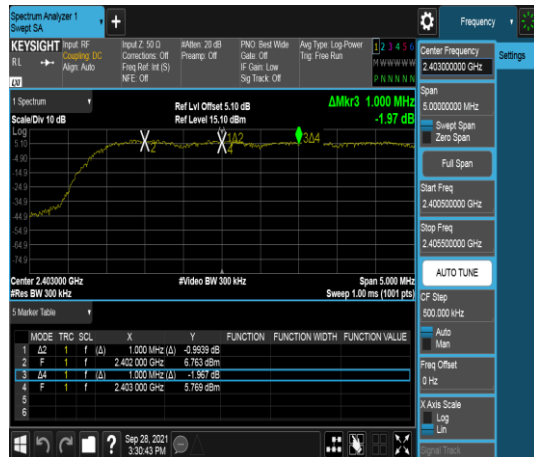 Spectrum Analyzer 1
Swept SA
+
Frequency
KEYSIGHT
RL
Input: RF
Coupling: DC
Align: Auto
Input Z: 50 Ω
Corrections: Off
Freq Ref: Int (S)
NFE: Off
#Atten: 20 dB
Preamp: Off
PNO: Best Wide
Gate: Off
IF Gain: Low
Sig Track: Off
Avg Type: Log-Power
Trig: Free Run
1 2 3 4 5 6
M W W W W W
P N N N N N
Center Frequency
2.403000000 GHz
Settings
Span
5.00000000 MHz
Swept Span
Zero Span
Full Span
Start Freq
2.400500000 GHz
Stop Freq
2.405500000 GHz
AUTO TUNE
CF Step
500.000 kHz
Auto
Man
Freq Offset
0 Hz
X Axis Scale
Log
Lin
Signal Track
1 Spectrum
Scale/Div 10 dB
Ref Lvl Offset 5.10 dB
Ref Level 15.10 dBm
ΔMkr3 1.000 MHz
-1.97 dB
Log
5.10
-4.90
-14.9
-24.9
-34.9
-44.9
-54.9
-64.9
-74.9
2
1Δ2
4
3Δ4
Center 2.403000 GHz
#Res BW 300 kHz
#Video BW 300 kHz
Span 5.000 MHz
Sweep 1.00 ms (1001 pts)
5 Marker Table
MODE TRC SCL X Y FUNCTION FUNCTION WIDTH FUNCTION VALUE
1 Δ2 1 f (Δ) 1.000 MHz (Δ) -0.9939 dB
2 F 1 f 2.402 000 GHz 6.763 dBm
3 Δ4 1 f (Δ) 1.000 MHz (Δ) -1.967 dB
4 F 1 f 2.403 000 GHz 5.769 dBm
5
6
?
Sep 28, 2021
3:30:43 PM